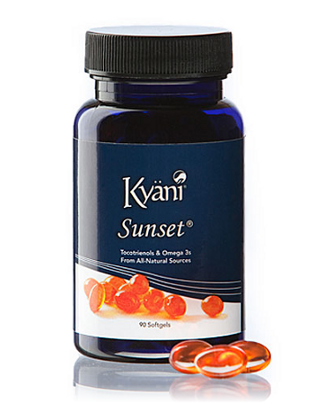 Kyäni®
Sunset®
Tocotrienols & Omega 3s
From All-Natural Sources
90 Softgels